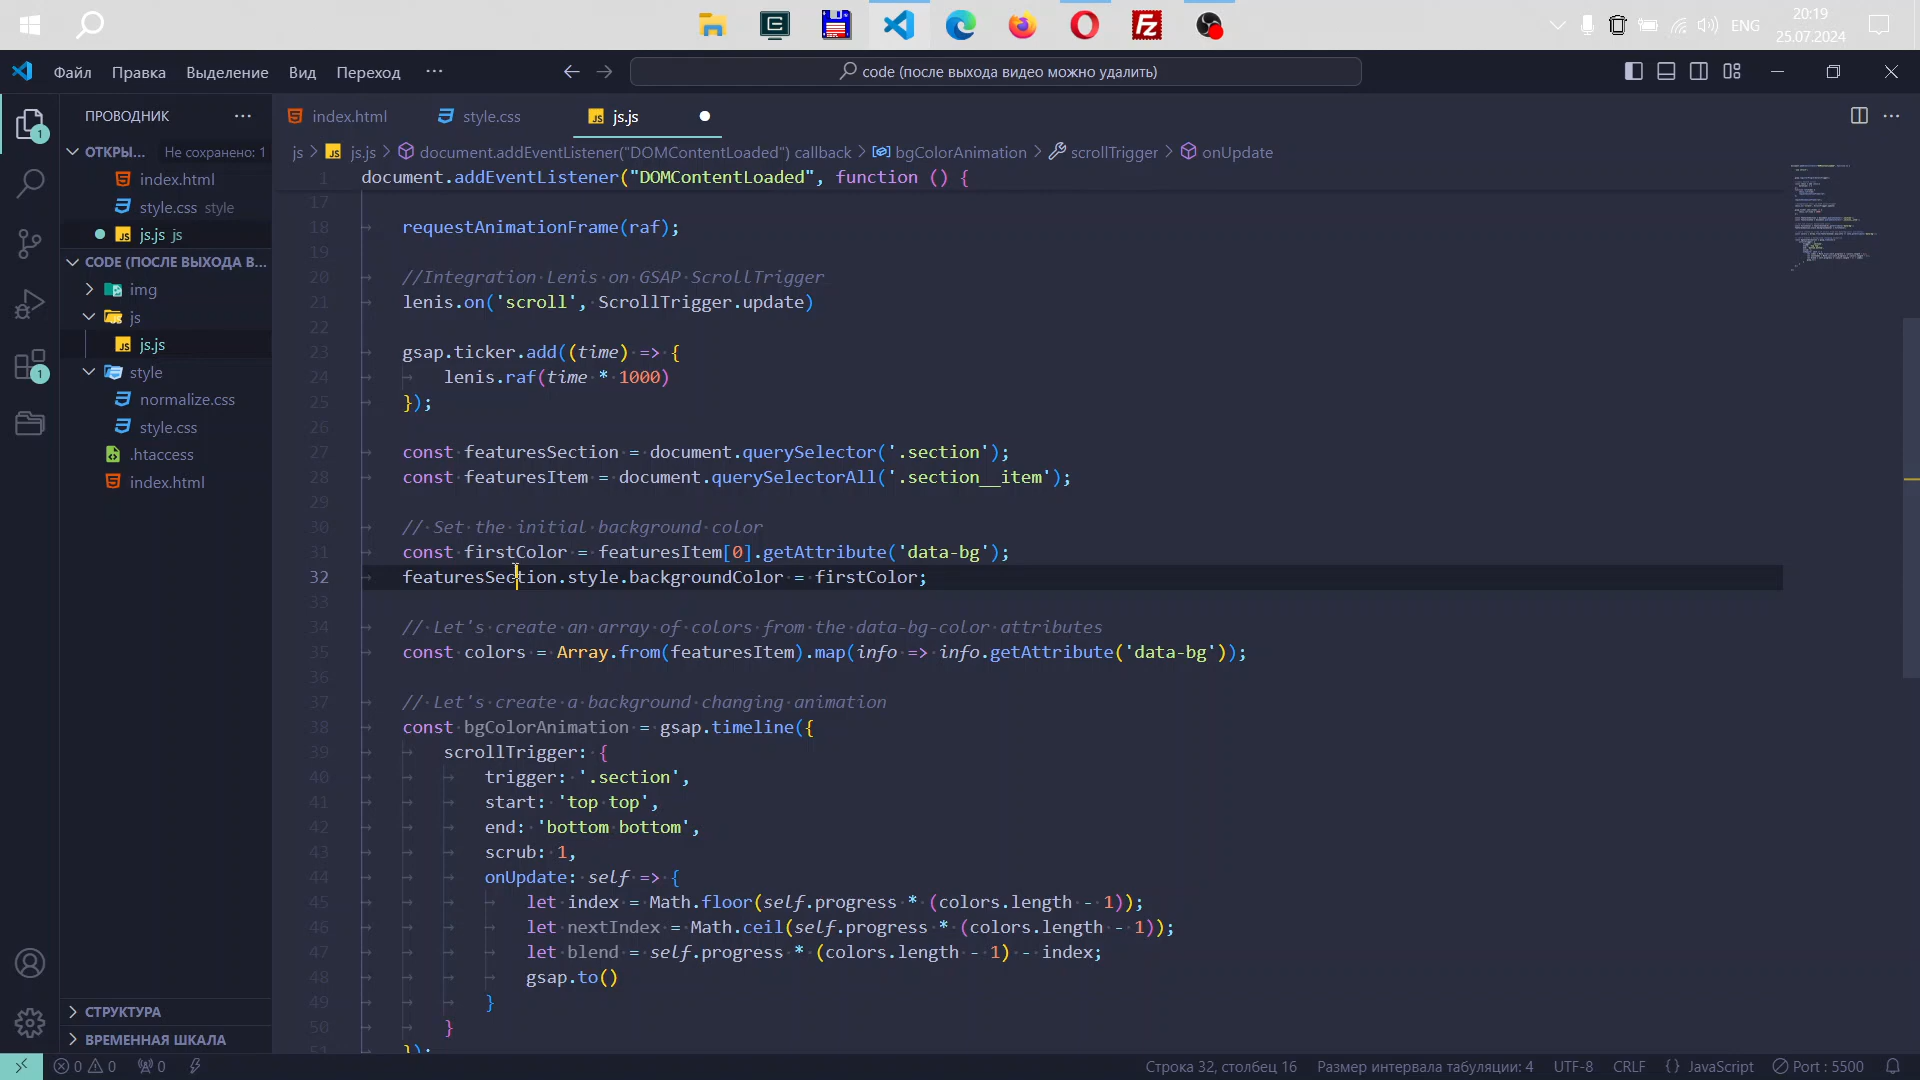 ENG
20:19
25.07.2024
Файл
Правка
Выделение
Вид
Переход
···
code (после выхода видео можно удалить)
ПРОВОДНИК
ОТКРЫ...
Не сохранено: 1
index.html
style.css style
js.js js
CODE (ПОСЛЕ ВЫХОДА В...
img
js
js.js
style
normalize.css
style.css
.htaccess
index.html
СТРУКТУРА
ВРЕМЕННАЯ ШКАЛА
1
1
index.html
style.css
js.js
js > js.js > document.addEventListener("DOMContentLoaded") callback > bgColorAnimation > scrollTrigger > onUpdate
1 document.addEventListener("DOMContentLoaded", function () {
17
18 requestAnimationFrame(raf);
19
20 //Integration Lenis on GSAP ScrollTrigger
21 lenis.on('scroll', ScrollTrigger.update)
22
23 gsap.ticker.add((time) => {
24 lenis.raf(time * 1000)
25 });
26
27 const featuresSection = document.querySelector('.section');
28 const featuresItem = document.querySelectorAll('.section__item');
29
30 // Set the initial background color
31 const firstColor = featuresItem[0].getAttribute('data-bg');
32 featuresSection.style.backgroundColor = firstColor;
33
34 // Let's create an array of colors from the data-bg-color attributes
35 const colors = Array.from(featuresItem).map(info => info.getAttribute('data-bg'));
36
37 // Let's create a background changing animation
38 const bgColorAnimation = gsap.timeline({
39 scrollTrigger: {
40 trigger: '.section',
41 start: 'top top',
42 end: 'bottom bottom',
43 scrub: 1,
44 onUpdate: self => {
45 let index = Math.floor(self.progress * (colors.length - 1));
46 let nextIndex = Math.ceil(self.progress * (colors.length - 1));
47 let blend = self.progress * (colors.length - 1) - index;
48 gsap.to()
49 }
50 }
51 });
0 0 0
Строка 32, столбец 16
Размер интервала табуляции: 4
UTF-8
CRLF
{} JavaScript
Port : 5500